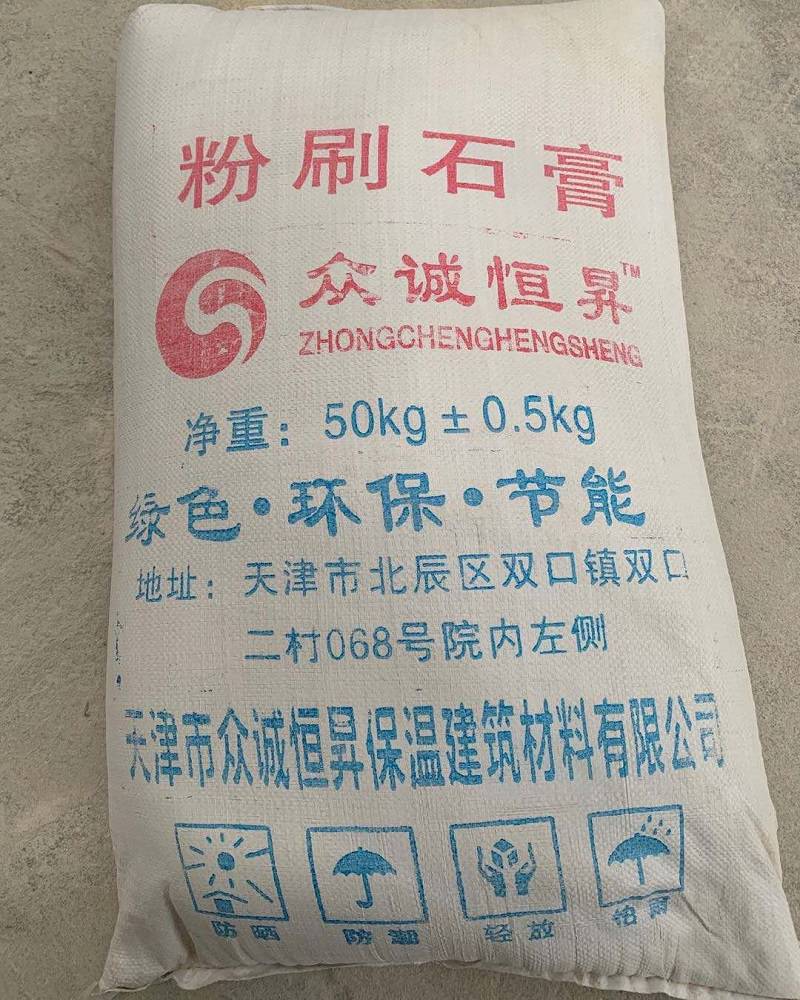 粉刷石膏
众诚恒昇™
ZHONGCHENGHENGSHENG
净重：50kg±0.5kg
绿色·环保·节能
地址：天津市北辰区双口镇双口
二村068号院内左侧
天津市众诚恒昇保温建筑材料有限公司
防晒 防潮 轻放 怕雨